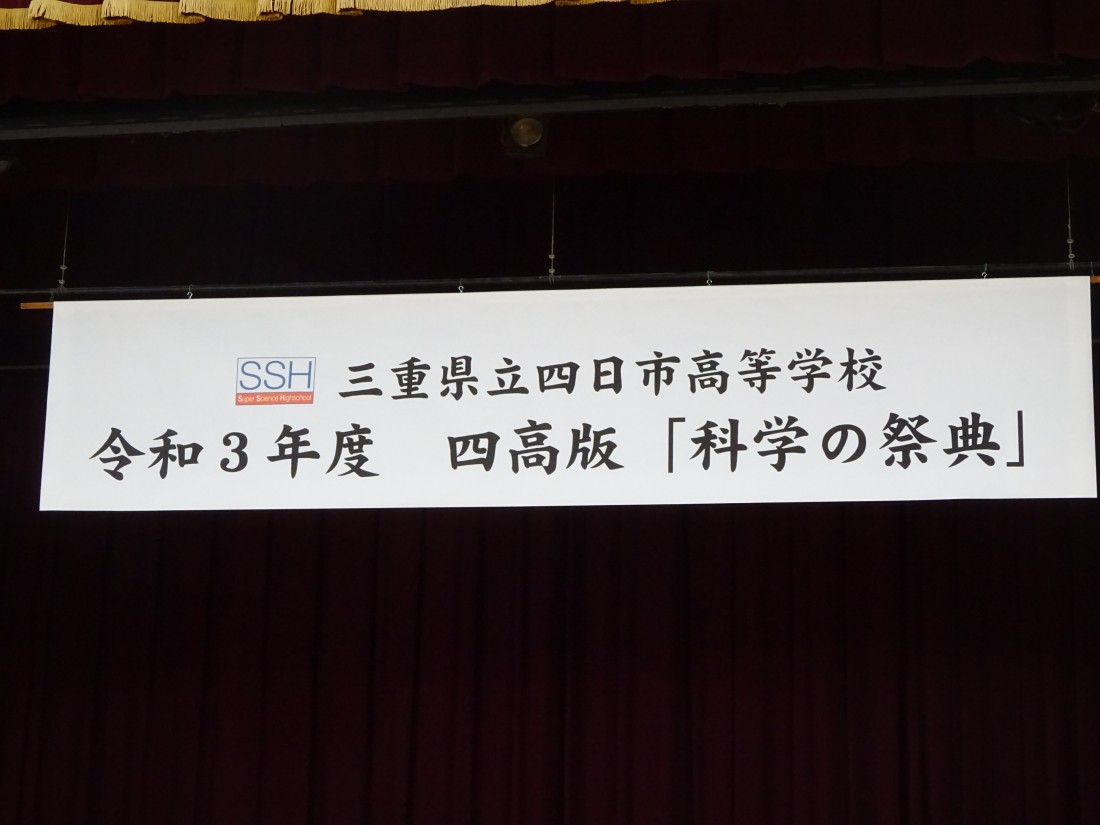 SSH
Super Science Highschool
三重県立四日市高等学校
令和3年度　四高版「科学の祭典」